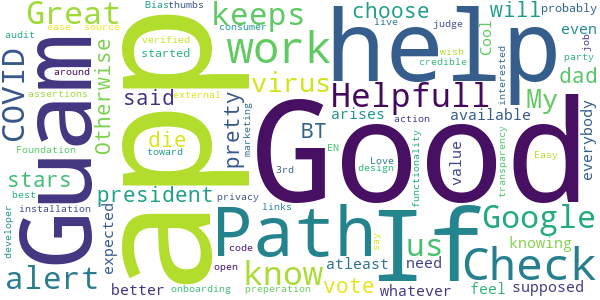 audit
Bias
thumbs
ease
source
Great
keeps
choose
live
judge
probably
verified
consumer
started
work
will
Cool
even
wish
credible
job
party
COVID
Guam
Otherwise
assertions
around
app
help
interested
external
virus
Helpfull
My
dad
said
pretty
marketing
BT
arises
available
everybody
die
action
EN
value
Foundation
toward
3rd
Love
design
functionality
transparency
Easy
stars
Good
best
president
privacy
developer
installation
expected
links
Path
If
us
Google
code
knowing
alert
better
open
know
atleast
need
Check
vote
say
feel
supposed
onboarding
preperation
whatever